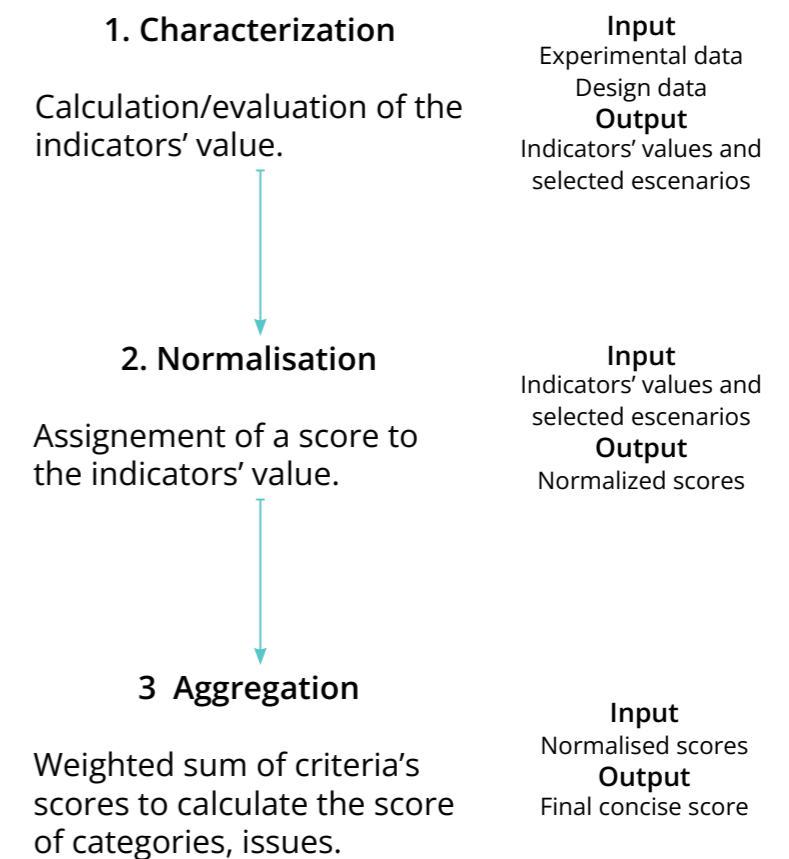 1. Characterization
Calculation/evaluation of the
indicators’ value.
Input
Experimental data
Design data
Output
Indicators’ values and
selected escenarios
2. Normalisation
Assignement of a score to
the indicators’ value.
Input
Indicators’ values and
selected escenarios
Output
Normalized scores
3 Aggregation
Weighted sum of criteria’s
scores to calculate the score
of categories, issues.
Input
Normalised scores
Output
Final concise score